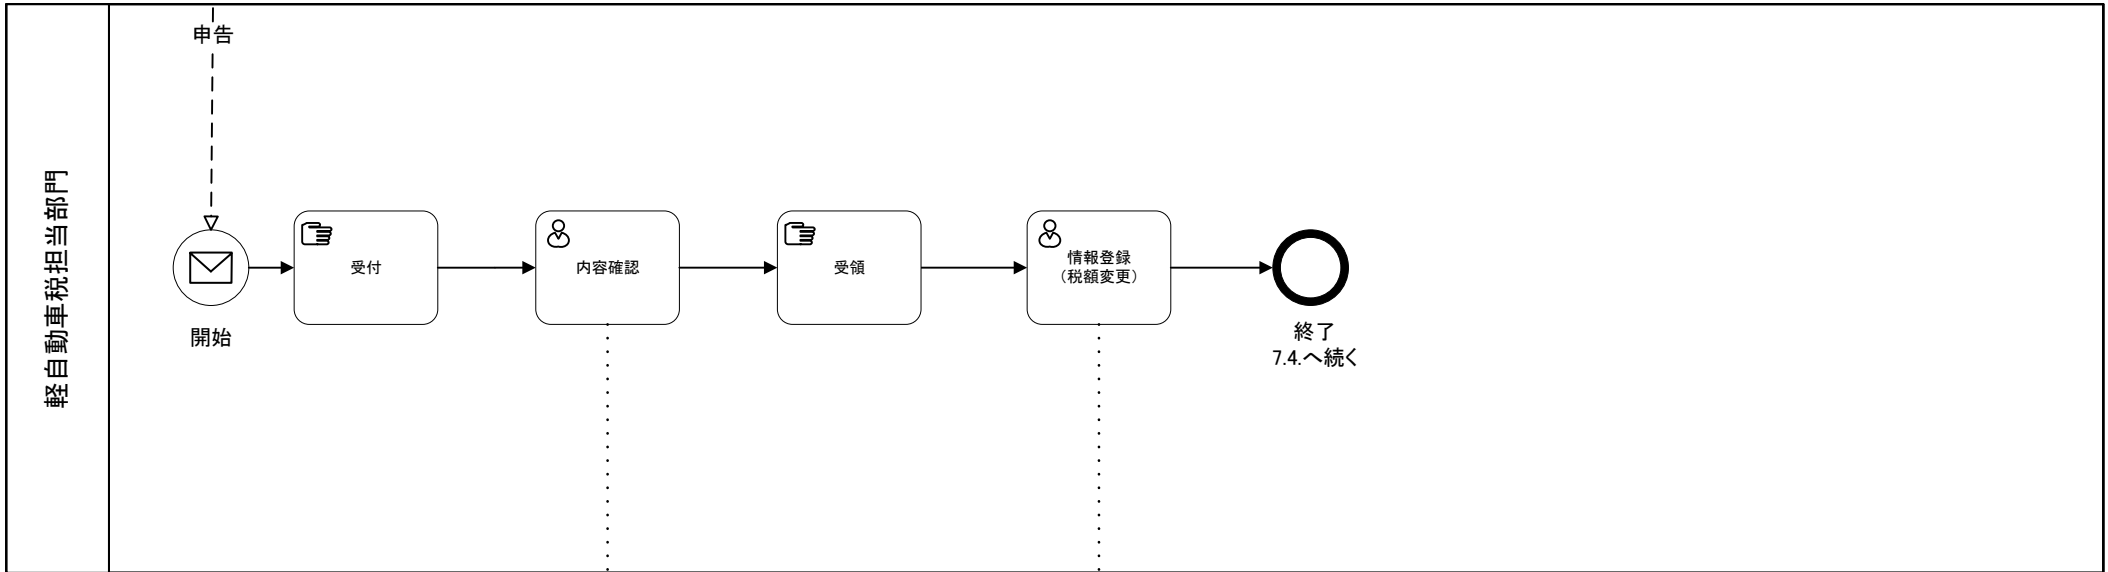 申告
軽自動車税担当部門
開始
受付
内容確認
受領
情報登録
（税額変更）
終了
7.4.へ続く